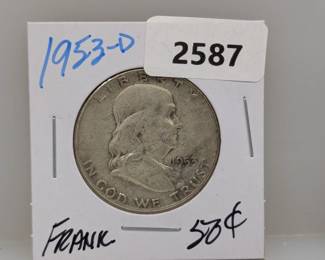 1953-D
2587
LIBERTY
1953
IN GOD WE TRUST
FRANK 50¢